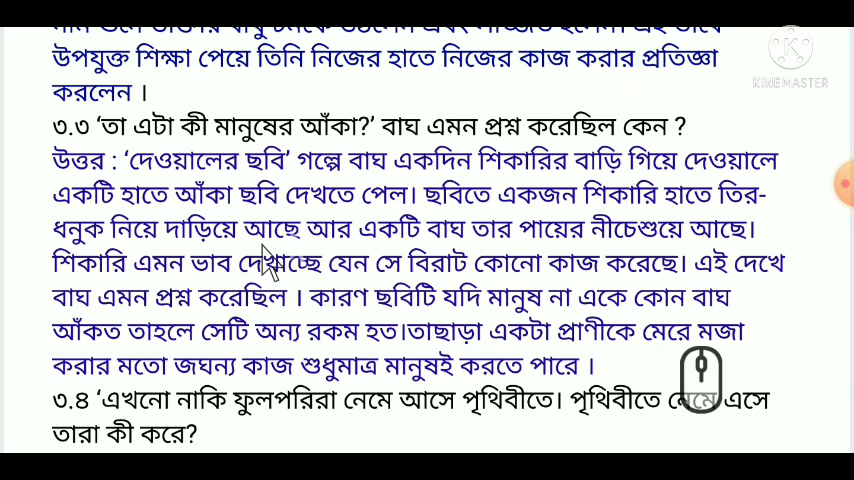 উপযুক্ত শিক্ষা পেয়ে তিনি নিজের হাতে নিজের কাজ করার প্রতিজ্ঞা
করলেন ।
৩.৩ ‘তা এটা কী মানুষের আঁকা?’ বাঘ এমন প্রশ্ন করেছিল কেন ?
উত্তর : ‘দেওয়ালের ছবি’ গল্পে বাঘ একদিন শিকারির বাড়ি গিয়ে দেওয়ালে
একটি হাতে আঁকা ছবি দেখতে পেল। ছবিতে একজন শিকারি হাতে তির-
ধনুক নিয়ে দাড়িয়ে আছে আর একটি বাঘ তার পায়ের নীচেশুয়ে আছে।
শিকারি এমন ভাব দেখাচ্ছে যেন সে বিরাট কোনো কাজ করেছে। এই দেখে
বাঘ এমন প্রশ্ন করেছিল । কারণ ছবিটি যদি মানুষ না একে কোন বাঘ
আঁকত তাহলে সেটি অন্য রকম হত।তাছাড়া একটা প্রাণীকে মেরে মজা
করার মতো জঘন্য কাজ শুধুমাত্র মানুষই করতে পারে ।
৩.৪ ‘এখনো নাকি ফুলপরিরা নেমে আসে পৃথিবীতে। পৃথিবীতে নেমে এসে
তারা কী করে?
KINEMASTER